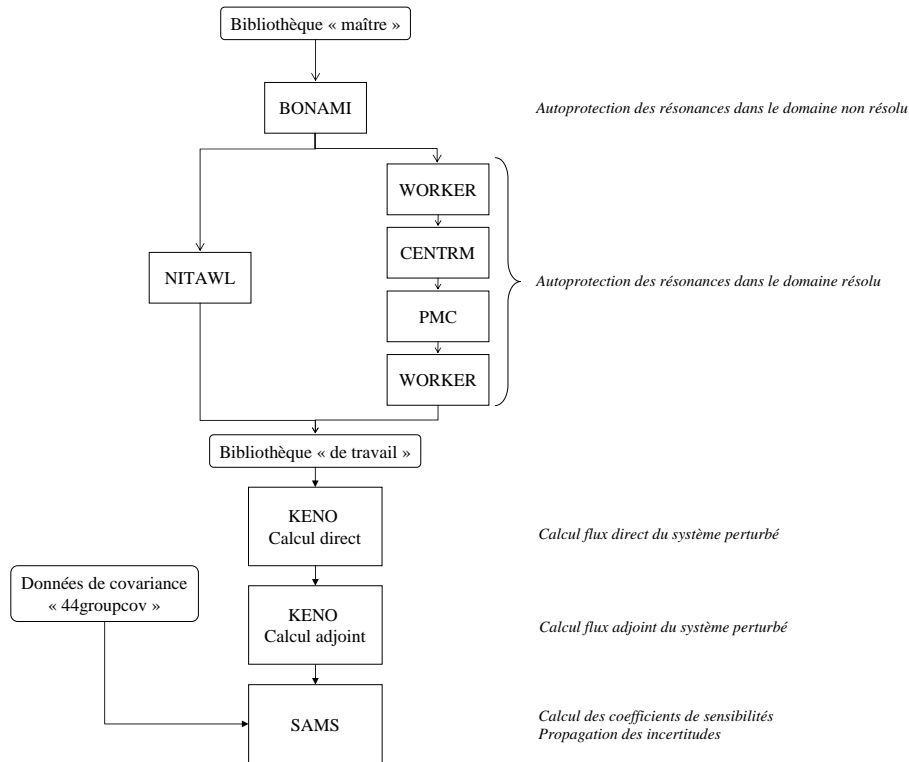 Bibliothèque « maître »
BONAMI
Autoprotection des résonances dans le domaine non résolu
WORKER
CENTRM
NITAWL
Autoprotection des résonances dans le domaine résolu
PMC
WORKER
Bibliothèque « de travail »
KENO
Calcul direct
Calcul flux direct du système perturbé
Données de covariance
« 44groupcov »
KENO
Calcul adjoint
Calcul flux adjoint du système perturbé
SAMS
Calcul des coefficients de sensibilités
Propagation des incertitudes